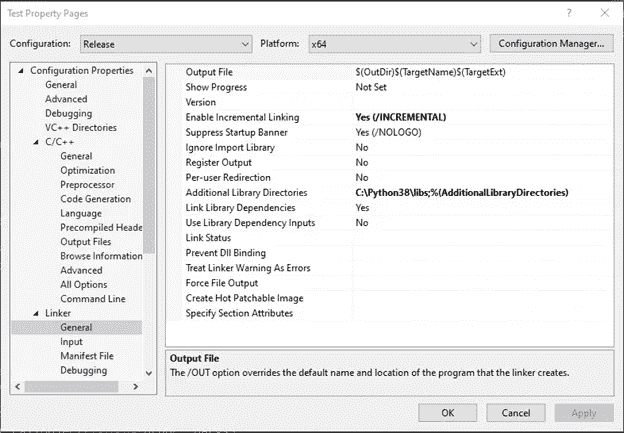 Test Property Pages
Configuration: Release Platform: x64 Configuration Manager...
Configuration Properties
General
Advanced
Debugging
VC++ Directories
C/C++
General
Optimization
Preprocessor
Code Generation
Language
Precompiled Heade
Output Files
Browse Information
Advanced
All Options
Command Line
Linker
General
Input
Manifest File
Debugging
Output File $(OutDir)$(TargetName)$(TargetExt)
Show Progress Not Set
Version
Enable Incremental Linking Yes (/INCREMENTAL)
Suppress Startup Banner Yes (/NOLOGO)
Ignore Import Library No
Register Output No
Per-user Redirection No
Additional Library Directories C:\Python38\libs;%(AdditionalLibraryDirectories)
Link Library Dependencies Yes
Use Library Dependency Inputs No
Link Status
Prevent Dll Binding
Treat Linker Warning As Errors
Force File Output
Create Hot Patchable Image
Specify Section Attributes
Output File
The /OUT option overrides the default name and location of the program that the linker creates.
OK Cancel Apply